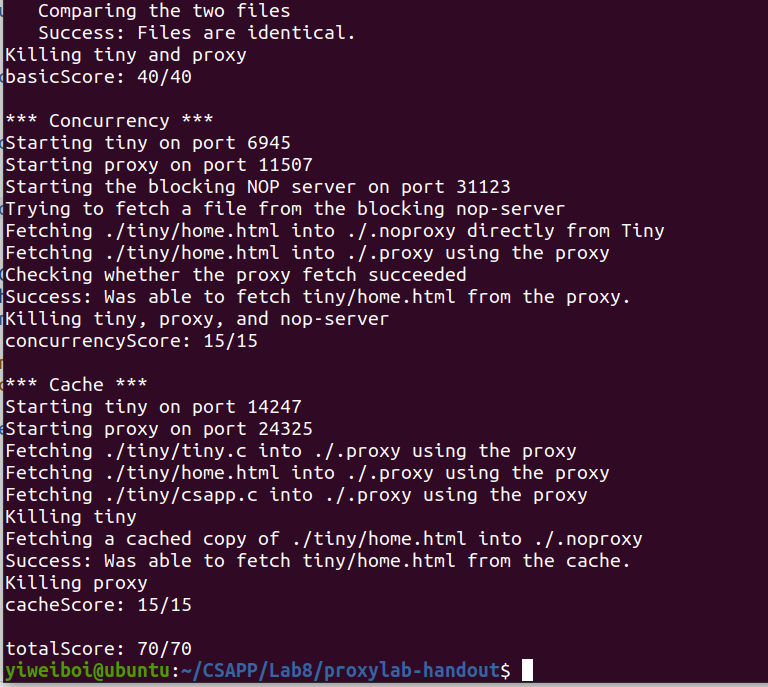 Comparing the two files
Success: Files are identical.
Killing tiny and proxy
basicScore: 40/40
*** Concurrency ***
Starting tiny on port 6945
Starting proxy on port 11507
Starting the blocking NOP server on port 31123
Trying to fetch a file from the blocking nop-server
Fetching ./tiny/home.html into ./.noproxy directly from Tiny
Fetching ./tiny/home.html into ./.proxy using the proxy
Checking whether the proxy fetch succeeded
Success: Was able to fetch tiny/home.html from the proxy.
Killing tiny, proxy, and nop-server
concurrencyScore: 15/15
*** Cache ***
Starting tiny on port 14247
Starting proxy on port 24325
Fetching ./tiny/tiny.c into ./.proxy using the proxy
Fetching ./tiny/home.html into ./.proxy using the proxy
Fetching ./tiny/csapp.c into ./.proxy using the proxy
Killing tiny
Fetching a cached copy of ./tiny/home.html into ./.noproxy
Success: Was able to fetch tiny/home.html from the cache.
Killing proxy
cacheScore: 15/15
totalScore: 70/70
yiweiboi@ubuntu:~/CSAPP/Lab8/proxylab-handout$